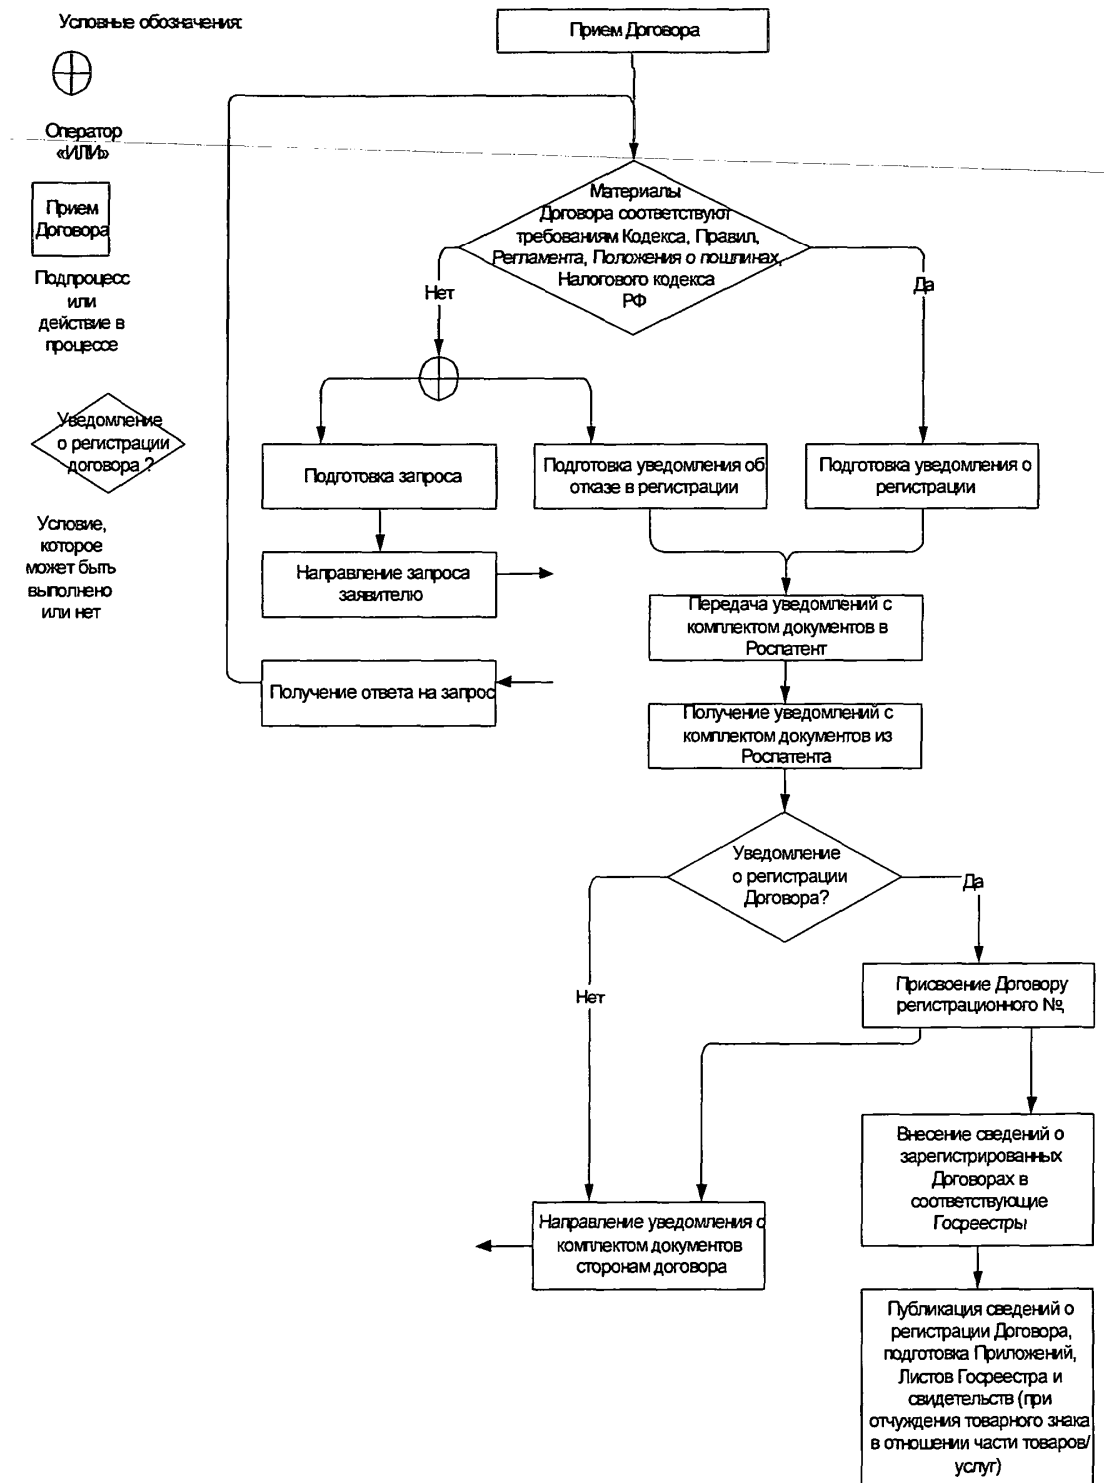 Условные обозначения:
Оператор
«ИЛИ»
Прием
Договора
Подпроцесс
или
действие в
процессе
Уведомление
о регистрации
договора ?
Условие,
которое
может быть
выполнено
или нет
Прием Договора
Материалы
Договора соответствуют
требованиям Кодекса, Правил,
Регламента, Положения о пошлинах,
Налогового кодекса
РФ
Нет
Да
Подготовка запроса
Подготовка уведомления об
отказе в регистрации
Подготовка уведомления о
регистрации
Направление запроса
заявителю
Передача уведомлений с
комплектом документов в
Роспатент
Получение ответа на запрос
Получение уведомлений с
комплектом документов из
Роспатента
Уведомление
о регистрации
Договора?
Да
Нет
Присвоение Договору
регистрационного №
Внесение сведений о
зарегистрированных
Договорах в
соответствующие
Госреестры
Направление уведомления с
комплектом документов
сторонам договора
Публикация сведений о
регистрации Договора,
подготовка Приложений,
Листов Госреестра и
свидетельств (при
отчуждения товарного знака
в отношении части товаров/
услуг)